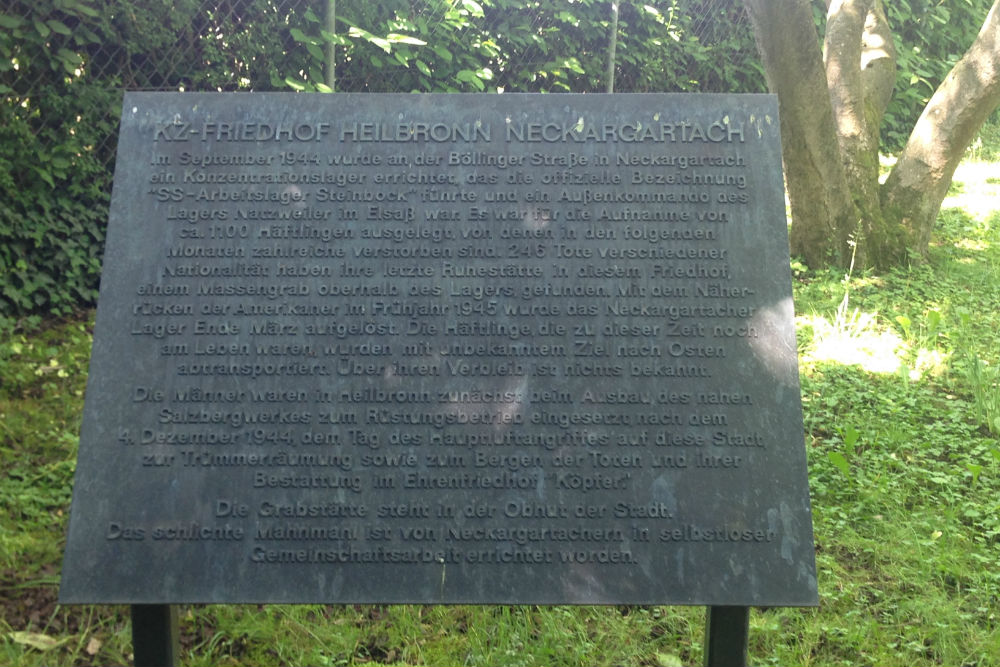 KZ-FRIEDHOF HEILBRONN NECKARGARTACH
Im September 1944 wurde an der Böllinger Straße in Neckargartach
ein Konzentrationslager errichtet, das die offizielle Bezeichnung
"SS-Arbeitslager Steinbock" führte und ein Außenkommando des
Lagers Natzweiler im Elsaß war. Es war für die Aufnahme von
ca. 1100 Häftlingen ausgelegt, von denen in den folgenden
Monaten zahlreiche verstorben sind. 246 Tote verschiedener
Nationalität haben ihre letzte Ruhestätte in diesem Friedhof,
einem Massengrab oberhalb des Lagers, gefunden. Mit dem Näher-
rücken der Amerikaner im Frühjahr 1945 wurde das Neckargartacher
Lager Ende März aufgelöst. Die Häftlinge, die zu dieser Zeit noch
am Leben waren, wurden mit unbekanntem Ziel nach Osten
abtransportiert. Über ihren Verbleib ist nichts bekannt.
Die Männer waren in Heilbronn zunächst beim Ausbau des nahen
Salzbergwerkes zum Rüstungsbetrieb eingesetzt, nach dem
4. Dezember 1944, dem Tag des Hauptluftangriffes auf diese Stadt,
zur Trümmerräumung sowie zum Bergen der Toten und ihrer
Bestattung im Ehrenfriedhof "Köpfer".
Die Grabstätte steht in der Obhut der Stadt.
Das schlichte Mahnmahl ist von Neckargartachern in selbstloser
Gemeinschaftsarbeit errichtet worden.